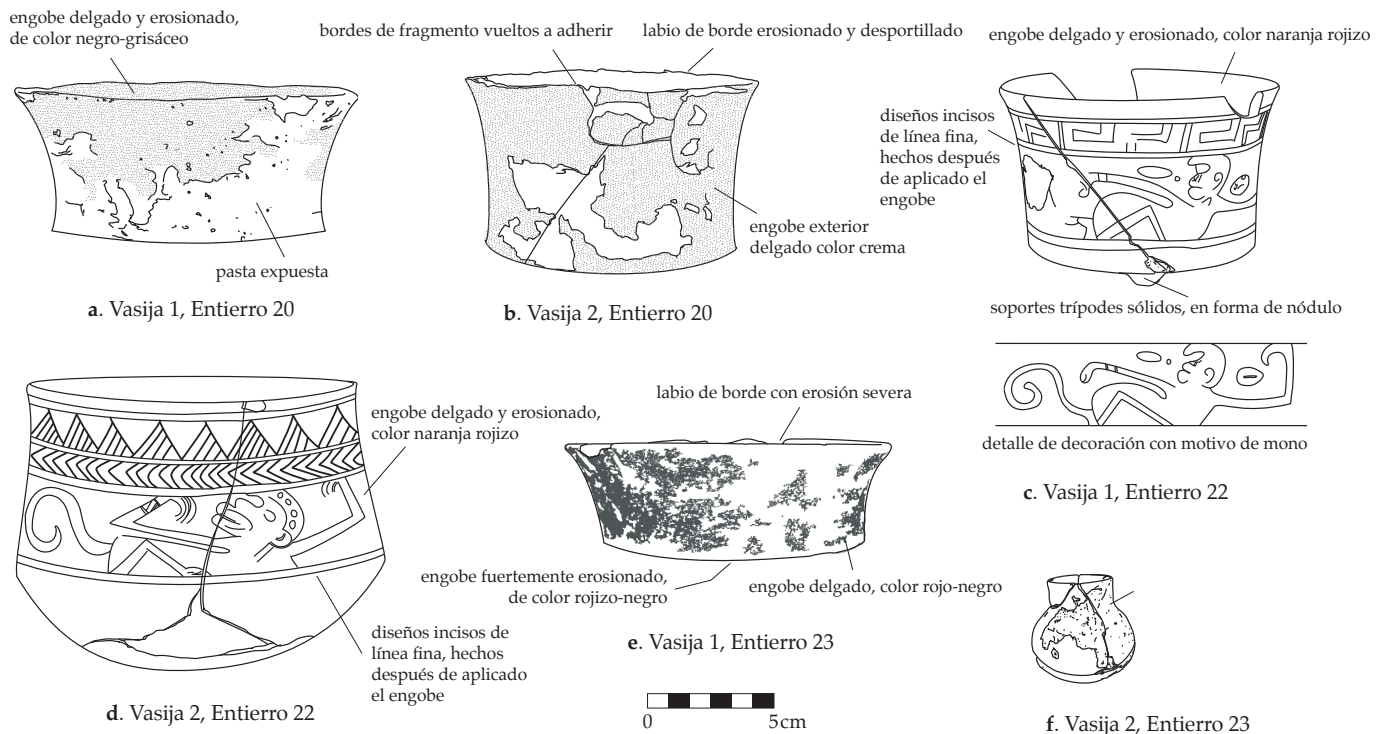 engobe delgado y erosionado,
de color negro-grisáceo
pasta expuesta
a. Vasija 1, Entierro 20
bordes de fragmento vueltos a adherir
labio de borde erosionado y desportillado
engobe exterior
delgado color crema
b. Vasija 2, Entierro 20
engobe delgado y erosionado, color naranja rojizo
diseños incisos
de línea fina,
hechos después
de aplicado el
engobe
soportes trípodes sólidos, en forma de nódulo
detalle de decoración con motivo de mono
c. Vasija 1, Entierro 22
engobe delgado y erosionado,
color naranja rojizo
diseños incisos de
línea fina, hechos
después de aplicado
el engobe
d. Vasija 2, Entierro 22
labio de borde con erosión severa
engobe fuertemente erosionado,
de color rojizo-negro
engobe delgado, color rojo-negro
e. Vasija 1, Entierro 23
0 5cm
f. Vasija 2, Entierro 23